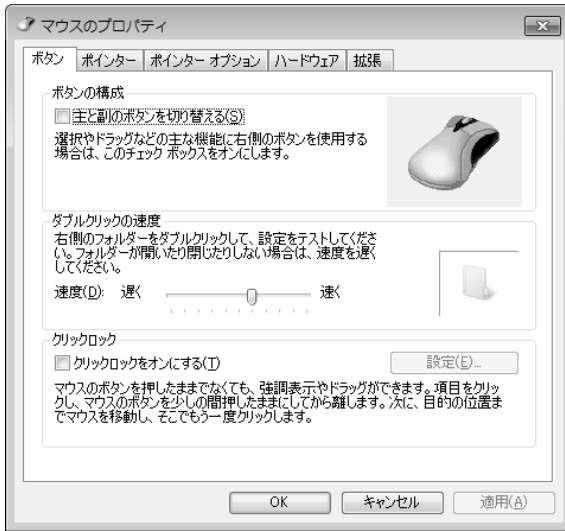 マウスのプロパティ
ボタン ポインター ポインター オプション ハードウェア 拡張
ボタンの構成
主と副のボタンを切り替える(S)
選択やドラッグなどの主な機能に右側のボタンを使用する
場合は、このチェック ボックスをオンにします。
ダブルクリックの速度
右側のフォルダーをダブルクリックして、設定をテストしてくださ
い。フォルダーが開いたり閉じたりしない場合は、速度を遅く
してください。
速度(D): 遅く 速く
クリックロック
クリックロックをオンにする(T) 設定(E)...
マウスのボタンを押したままでなくても、強調表示やドラッグができます。項目をクリッ
クし、マウスのボタンを少しの間押したままにしてから離します。次に、目的の位置ま
でマウスを移動し、そこでもう一度クリックします。
OK キャンセル 適用(A)